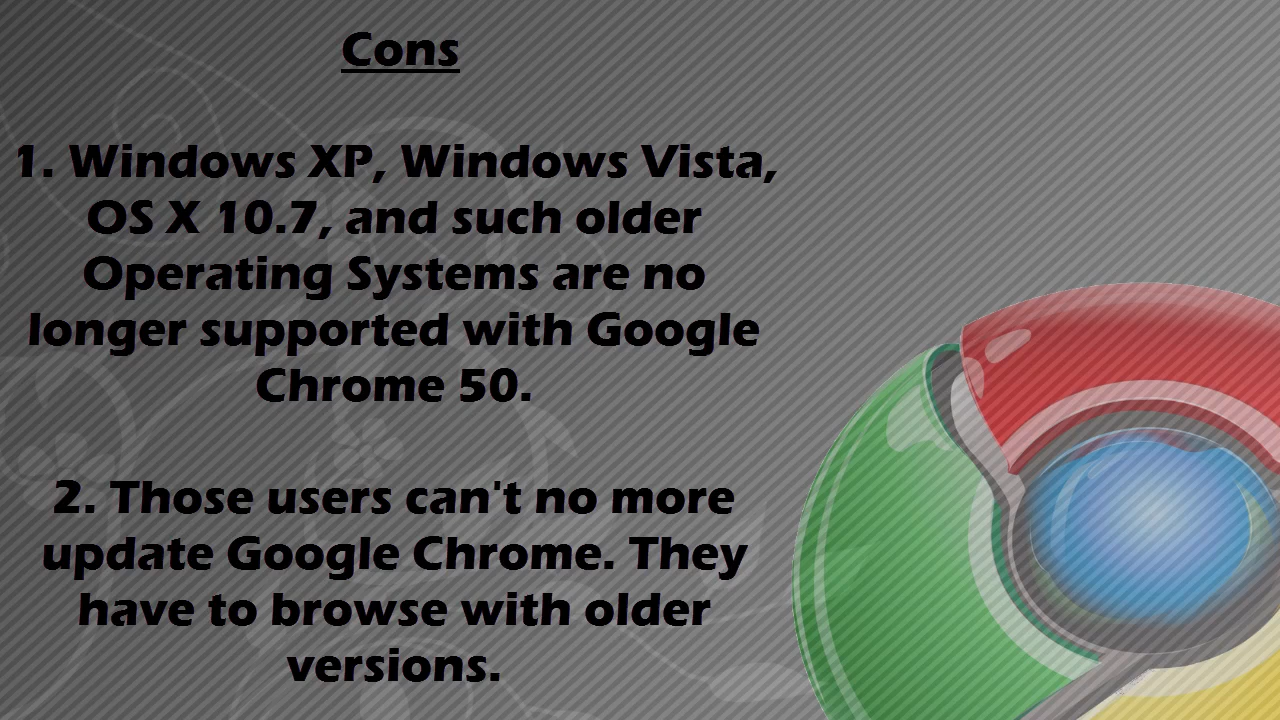 Cons
1. Windows XP, Windows Vista,
OS X 10.7, and such older
Operating Systems are no
longer supported with Google
Chrome 50.
2. Those users can't no more
update Google Chrome. They
have to browse with older
versions.